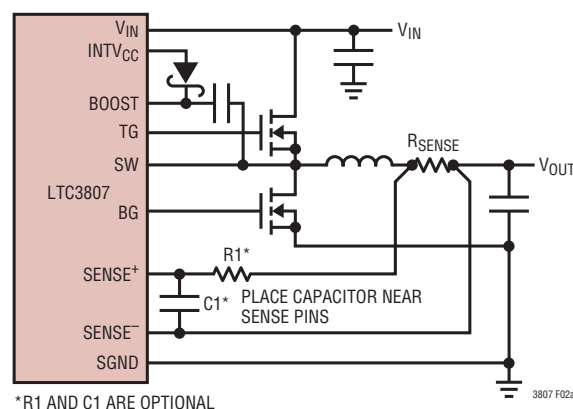 V_IN
V_IN
INTV_CC
BOOST
TG
SW
LTC3807
BG
R_SENSE
V_OUT
SENSE⁺
R1*
C1*
PLACE CAPACITOR NEAR
SENSE PINS
SENSE⁻
SGND
*R1 AND C1 ARE OPTIONAL
3807 F02a